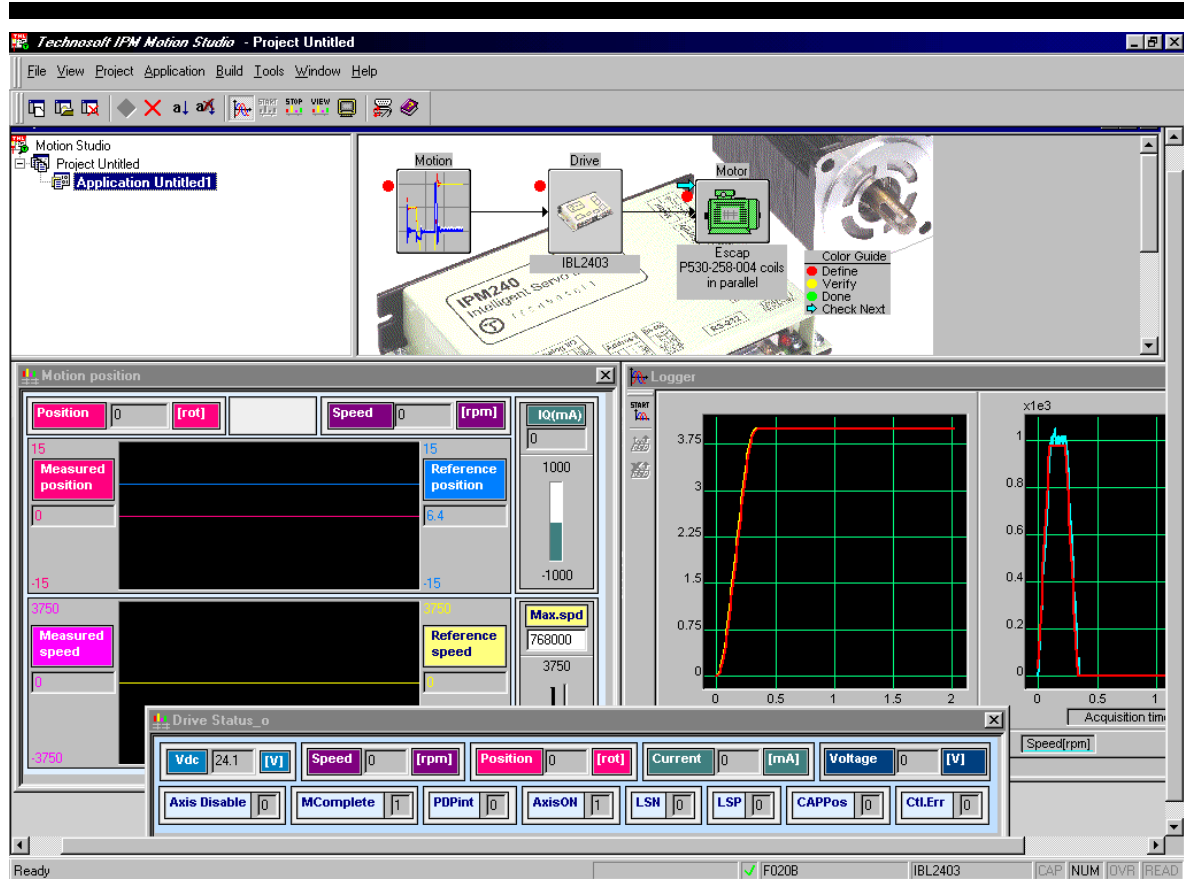 Technosoft IPM Motion Studio - Project Untitled
File View Project Application Build Tools Window Help
START STOP VIEW
Motion Studio
Project Untitled
Application Untitled1
Motion
Drive
Motor
IBL2403
Escap
P530-258-004 coils
in parallel
Color Guide
Define
Verify
Done
Check Next
IPM240
Intelligent Servo
RS-232
Motion position
Position 0 [rot]
Speed 0 [rpm]
IQ(mA)
0
1000
-1000
15
Measured
position
0
-15
15
Reference
position
6.4
-15
3750
Measured
speed
0
-3750
3750
Reference
speed
0
Max.spd
768000
3750
Logger
START
3.75
3
2.25
1.5
0.75
0
0 0.5 1 1.5 2
x1e3
1
0.8
0.6
0.4
0.2
0
0 0.5 1
Acquisition time
Speed[rpm]
Drive Status_o
Vdc 24.1 [V]
Speed 0 [rpm]
Position 0 [rot]
Current 0 [mA]
Voltage 0 [V]
Axis Disable 0
MComplete 1
PDPint 0
AxisON 1
LSN 0
LSP 0
CAPPos 0
Ctl.Err 0
Ready
F020B
IBL2403
CAP NUM OVR READ